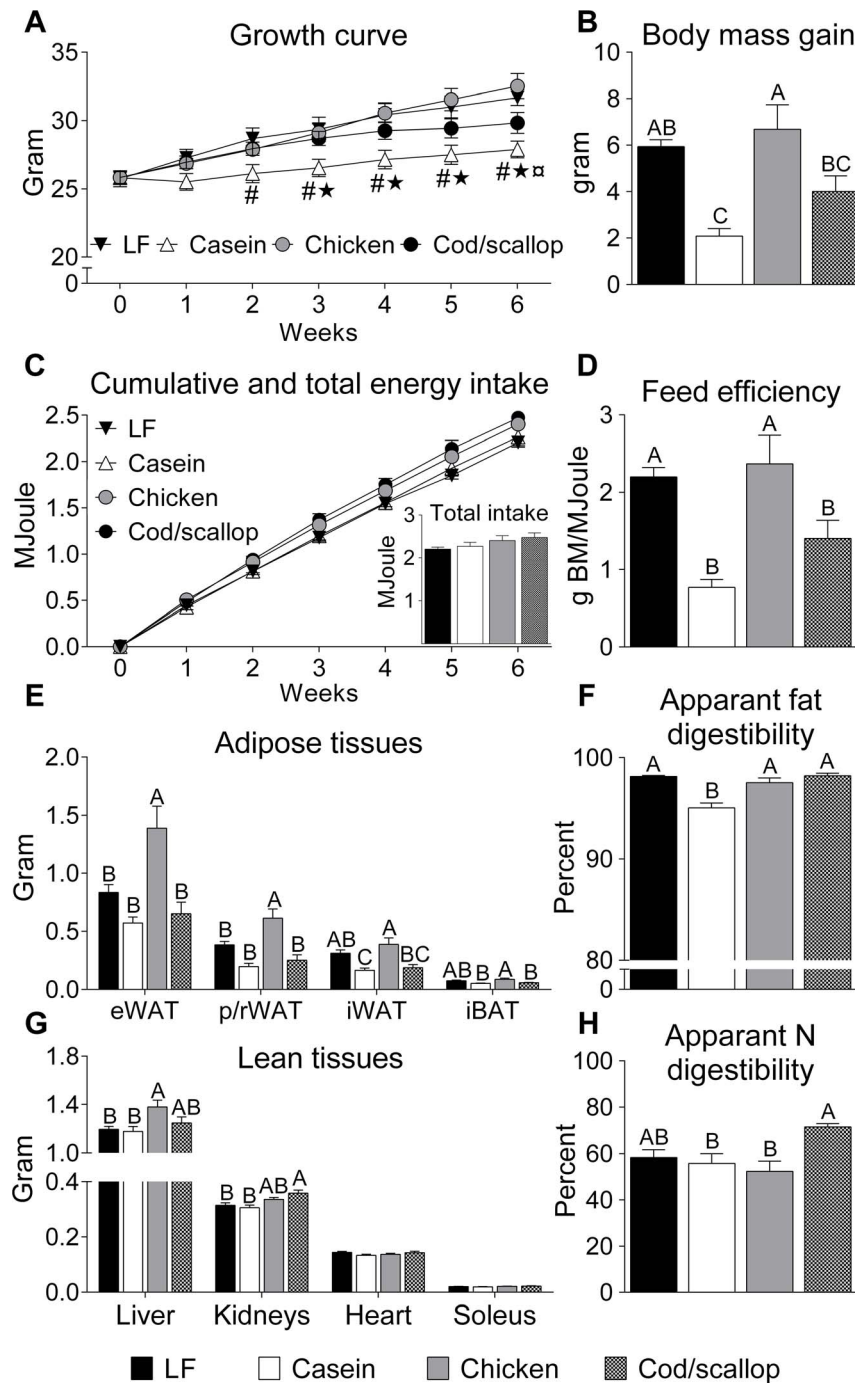 A
Growth curve
35
30
25
20
0
Gram
# #★ #★ #★ #★¤
LF Casein Chicken Cod/scallop
0 1 2 3 4 5 6
Weeks
B
Body mass gain
10
8
6
4
2
0
gram
AB C A BC
C
Cumulative and total energy intake
2.5
2.0
1.5
1.0
0.5
0.0
MJoule
LF
Casein
Chicken
Cod/scallop
Total intake
3
2
1
MJoule
0 1 2 3 4 5 6
Weeks
D
Feed efficiency
3
2
1
0
g BM/MJoule
A B A B
E
Adipose tissues
2.0
1.5
1.0
0.5
0.0
Gram
B B A B
B B A B
AB C A BC
AB B A B
eWAT p/rWAT iWAT iBAT
F
Apparant fat
digestibility
100
90
80
0
Percent
A B A A
G
Lean tissues
1.8
1.4
1.0
0.4
0.2
0.0
Gram
B B A AB
B B AB A
Liver Kidneys Heart Soleus
H
Apparant N
digestibility
100
80
60
40
20
0
Percent
AB B B A
LF Casein Chicken Cod/scallop